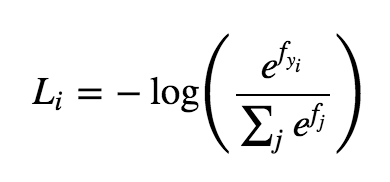 L_i = − log( e^{f_{y_i}} / ∑_j e^{f_j} )